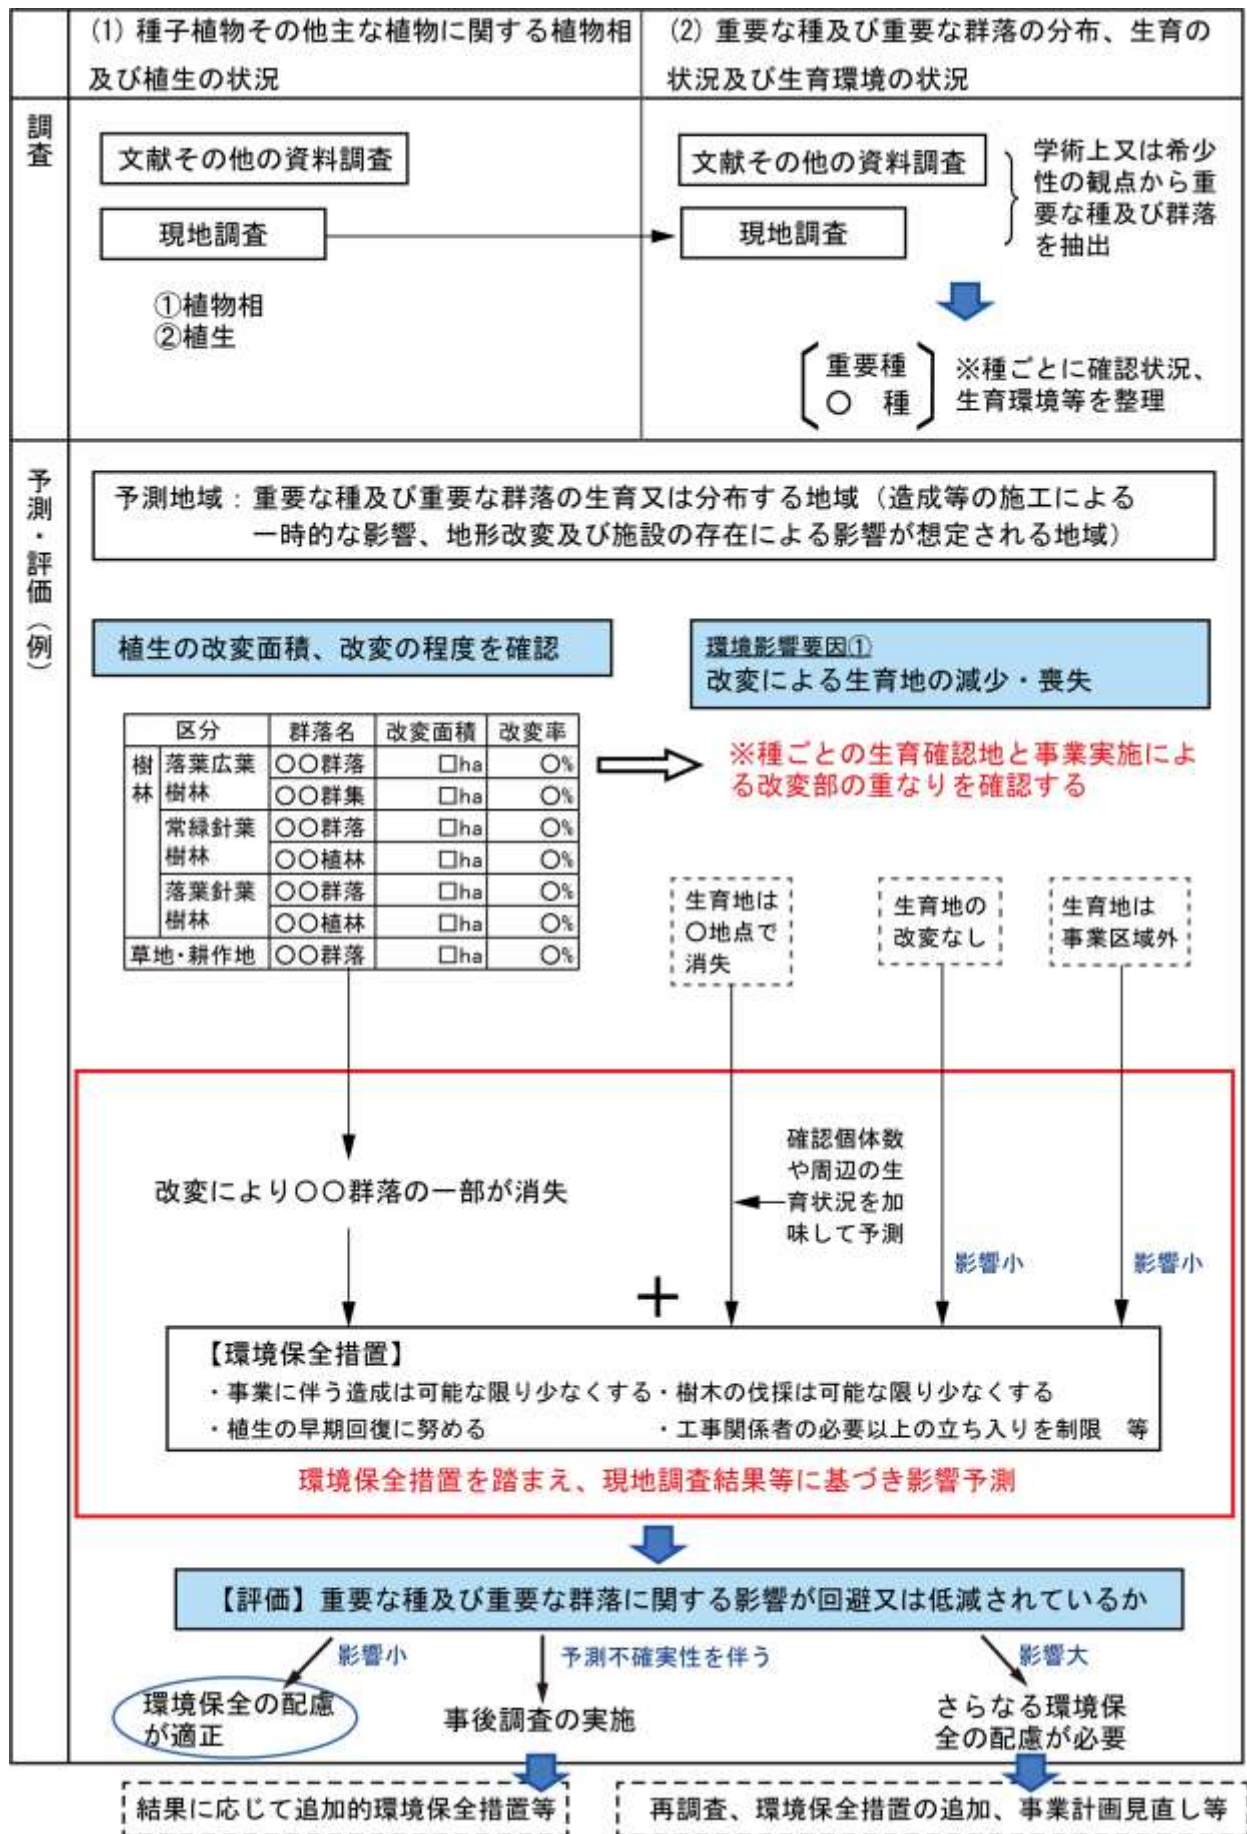 (1) 種子植物その他主な植物に関する植物相
及び植生の状況
(2) 重要な種及び重要な群落の分布、生育の
状況及び生育環境の状況
調査
文献その他の資料調査
現地調査
①植物相
②植生
文献その他の資料調査
現地調査
学術上又は希少
性の観点から重
要な種及び群落
を抽出
重要種
○ 種
※種ごとに確認状況、
生育環境等を整理
予測・評価（例）
予測地域：重要な種及び重要な群落の生育又は分布する地域（造成等の施工による
一時的な影響、地形改変及び施設の存在による影響が想定される地域）
植生の改変面積、改変の程度を確認
環境影響要因①
改変による生育地の減少・喪失
区分 群落名 改変面積 改変率
樹林 落葉広葉樹林 ○○群落 □ha ○%
○○群集 □ha ○%
常緑針葉樹林 ○○群落 □ha ○%
○○植林 □ha ○%
落葉針葉樹林 ○○群落 □ha ○%
○○植林 □ha ○%
草地・耕作地 ○○群落 □ha ○%
※種ごとの生育確認地と事業実施によ
る改変部の重なりを確認する
生育地は
○地点で
消失
生育地の
改変なし
生育地は
事業区域外
改変により○○群落の一部が消失
確認個体数
や周辺の生
育状況を加
味して予測
影響小
影響小
＋
【環境保全措置】
・事業に伴う造成は可能な限り少なくする・樹木の伐採は可能な限り少なくする
・植生の早期回復に努める ・工事関係者の必要以上の立ち入りを制限 等
環境保全措置を踏まえ、現地調査結果等に基づき影響予測
【評価】重要な種及び重要な群落に関する影響が回避又は低減されているか
影響小
予測不確実性を伴う
影響大
環境保全の配慮
が適正
事後調査の実施
さらなる環境保
全の配慮が必要
結果に応じて追加的環境保全措置等
再調査、環境保全措置の追加、事業計画見直し等